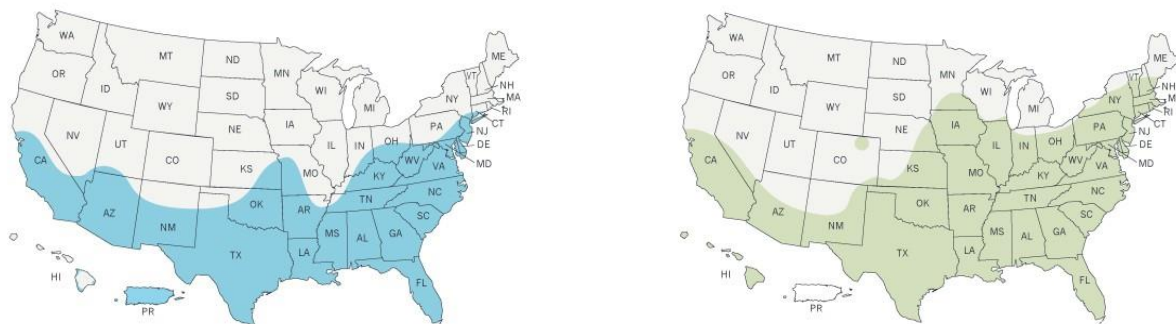 WA
MT
ND
MN
ME
VT
NH
MA
OR
ID
SD
WI
MI
NY
RI
CT
WY
IA
PA
NJ
NE
OH
DE
NV
UT
CO
IL
IN
MD
CA
KS
MO
WV
VA
KY
NC
TN
AZ
NM
OK
AR
SC
MS
AL
GA
TX
LA
HI
FL
PR
WA
MT
ND
MN
ME
VT
NH
OR
ID
SD
WI
MI
NY
RI
CT
WY
IA
PA
NJ
NE
OH
DE
NV
UT
CO
IL
IN
MD
CA
KS
MO
WV
VA
KY
NC
TN
AZ
NM
OK
AR
SC
MS
AL
GA
TX
LA
HI
FL
PR